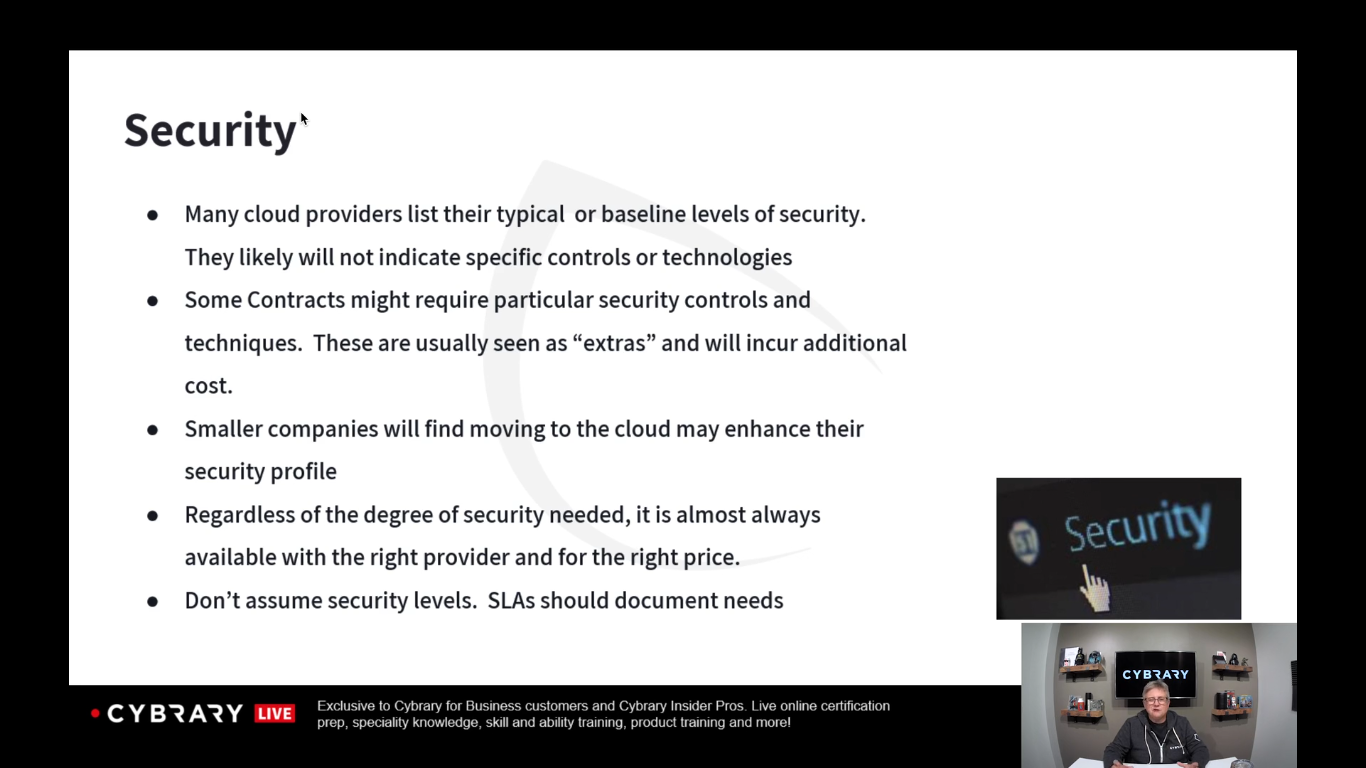 Security
● Many cloud providers list their typical  or baseline levels of security.
They likely will not indicate specific controls or technologies
● Some Contracts might require particular security controls and
techniques.  These are usually seen as “extras” and will incur additional
cost.
● Smaller companies will find moving to the cloud may enhance their
security profile
● Regardless of the degree of security needed, it is almost always
available with the right provider and for the right price.
● Don’t assume security levels.  SLAs should document needs
Security
CYBRARY
CYBRARY LIVE
Exclusive to Cybrary for Business customers and Cybrary Insider Pros. Live online certification
prep, speciality knowledge, skill and ability training, product training and more!